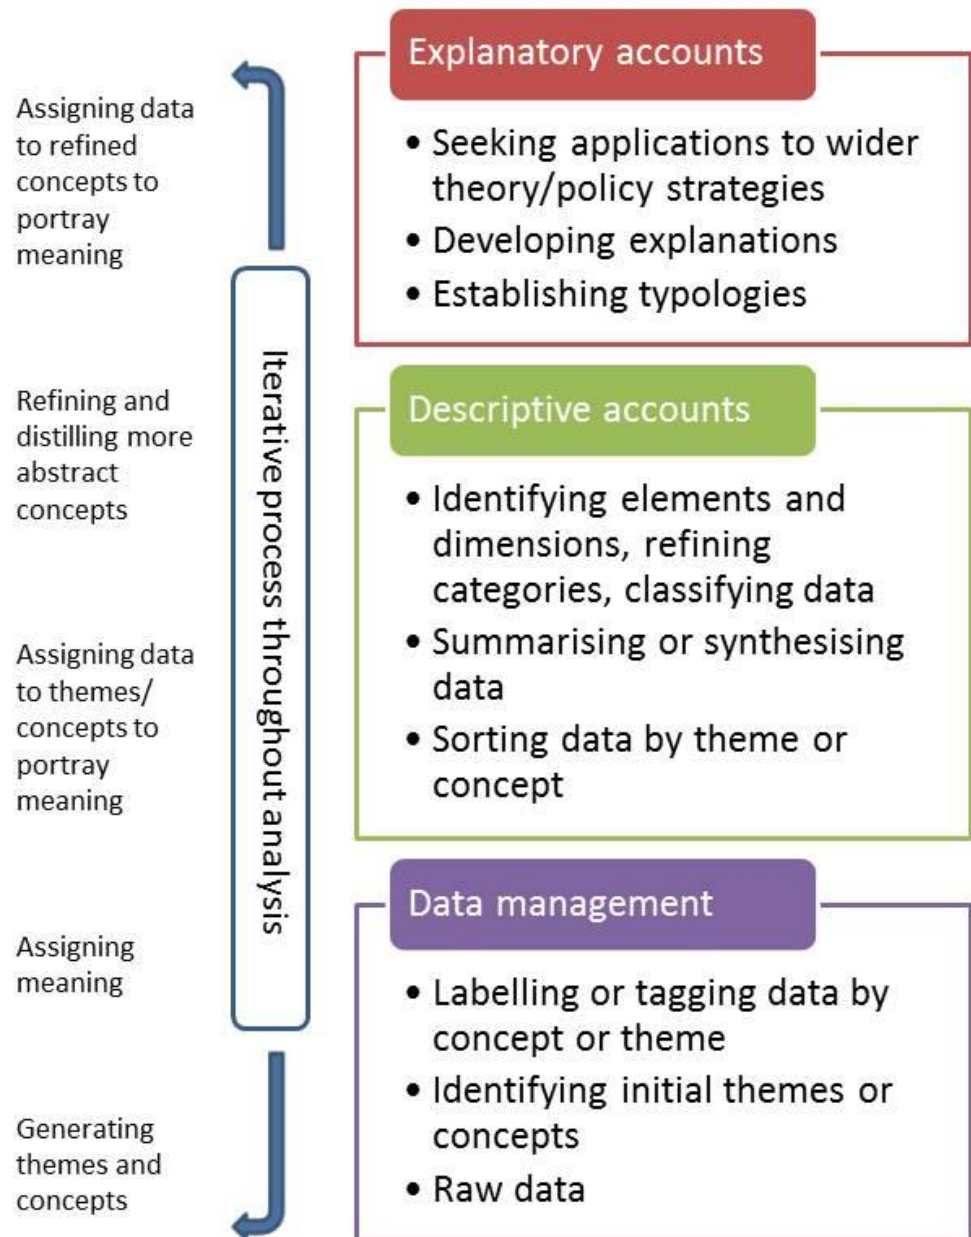 Assigning data
to refined
concepts to
portray
meaning
Refining and
distilling more
abstract
concepts
Assigning data
to themes/
concepts to
portray
meaning
Assigning
meaning
Generating
themes and
concepts
Iterative process throughout analysis
Explanatory accounts
• Seeking applications to wider
theory/policy strategies
• Developing explanations
• Establishing typologies
Descriptive accounts
• Identifying elements and
dimensions, refining
categories, classifying data
• Summarising or synthesising
data
• Sorting data by theme or
concept
Data management
• Labelling or tagging data by
concept or theme
• Identifying initial themes or
concepts
• Raw data